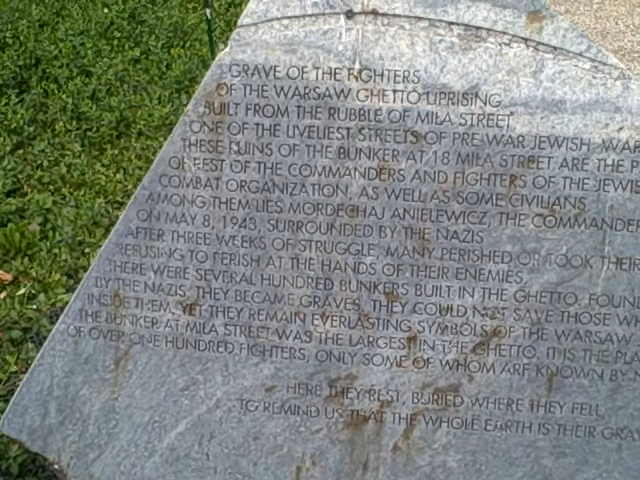 GRAVE OF THE FIGHTERS
OF THE WARSAW GHETTO UPRISING
BUILT FROM THE RUBBLE OF MILA STREET,
ONE OF THE LIVELIEST STREETS OF PRE-WAR JEWISH WAR
THESE RUINS OF THE BUNKER AT 18 MILA STREET ARE THE P
OF REST OF THE COMMANDERS AND FIGHTERS OF THE JEWI
COMBAT ORGANIZATION, AS WELL AS SOME CIVILIANS.
AMONG THEM LIES MORDECHAJ ANIELEWICZ, THE COMMANDER
ON MAY 8, 1943, SURROUNDED BY THE NAZIS
AFTER THREE WEEKS OF STRUGGLE, MANY PERISHED OR TOOK THEIR
REFUSING TO PERISH AT THE HANDS OF THEIR ENEMIES.
THERE WERE SEVERAL HUNDRED BUNKERS BUILT IN THE GHETTO. FOUN
BY THE NAZIS, THEY BECAME GRAVES. THEY COULD NOT SAVE THOSE W
INSIDE THEM, YET THEY REMAIN EVERLASTING SYMBOLS OF THE WARSAW
THE BUNKER AT MILA STREET WAS THE LARGEST IN THE GHETTO. IT IS THE PLA
OF OVER ONE HUNDRED FIGHTERS, ONLY SOME OF WHOM ARE KNOWN BY N
HERE THEY REST, BURIED WHERE THEY FELL
TO REMIND US THAT THE WHOLE EARTH IS THEIR GRA